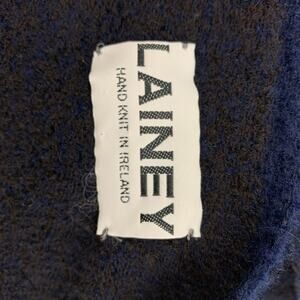 LAINEY
HAND KNIT IN IRELAND